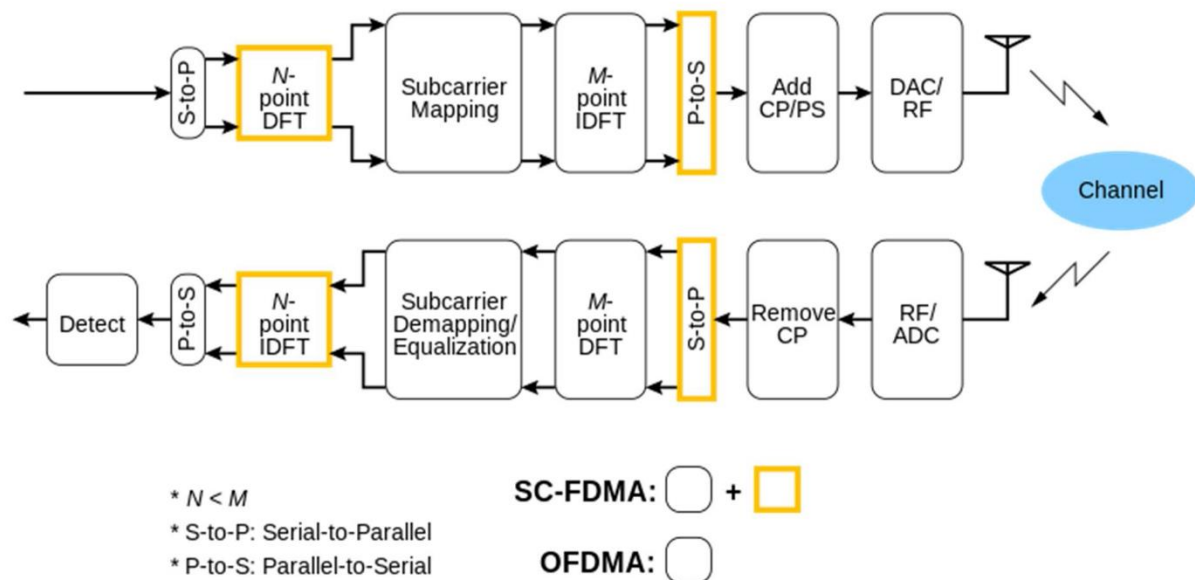 S-to-P
N-
point
DFT
Subcarrier
Mapping
M-
point
IDFT
P-to-S
Add
CP/PS
DAC/
RF
Channel
Detect
P-to-S
N-
point
IDFT
Subcarrier
Demapping/
Equalization
M-
point
DFT
S-to-P
Remove
CP
RF/
ADC
* N < M
* S-to-P: Serial-to-Parallel
* P-to-S: Parallel-to-Serial
SC-FDMA: +
OFDMA: